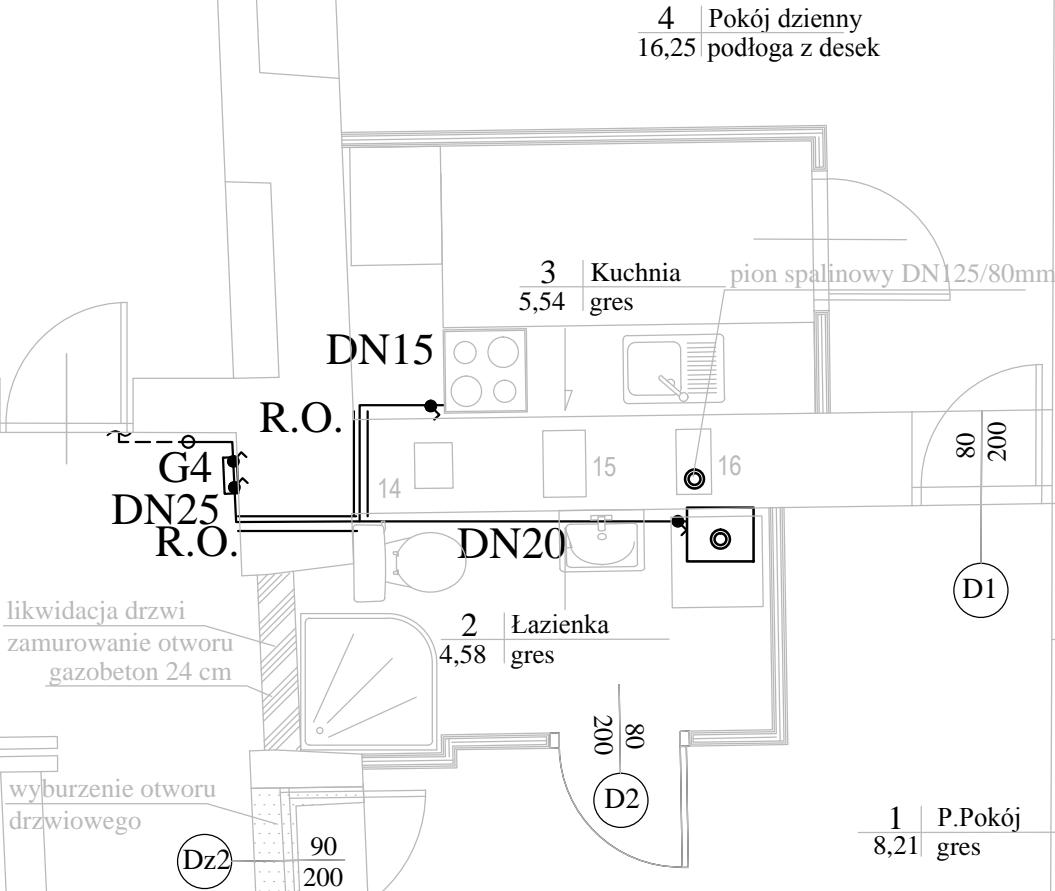 4 Pokój dzienny
16,25 podłoga z desek
3 Kuchnia
5,54 gres
pion spalinowy DN125/80mm
DN15
R.O.
80
200
G4
14
15
16
DN25
R.O.
DN20
D1
likwidacja drzwi
zamurowanie otworu
gazobeton 24 cm
2 Łazienka
4,58 gres
80
200
D2
wyburzenie otworu
drzwiowego
1 P.Pokój
8,21 gres
Dz2
90
200